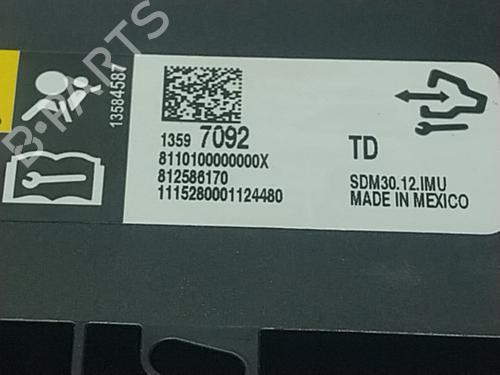 B-PARTS
13584587
1359 7092
8110100000000X
812586170
1115280001124480
TD
SDM30.12.IMU
MADE IN MEXICO